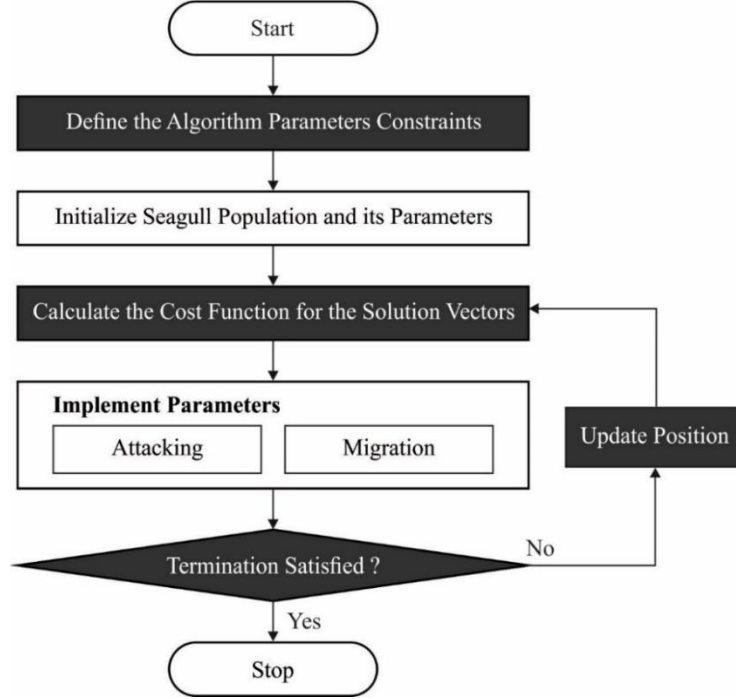 Start
Define the Algorithm Parameters Constraints
Initialize Seagull Population and its Parameters
Calculate the Cost Function for the Solution Vectors
Implement Parameters
Attacking
Migration
Update Position
Termination Satisfied ?
No
Yes
Stop